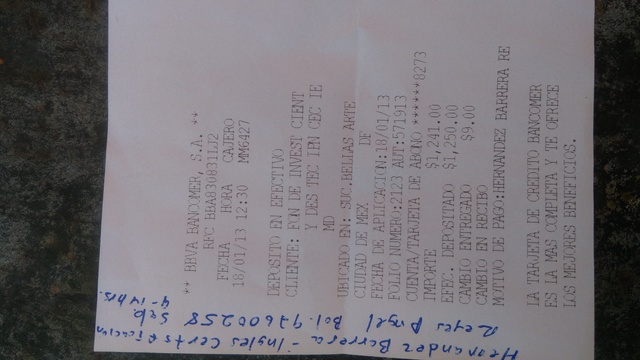 ** BBVA BANCOMER, S.A. **
RFC BBA830831LJ2
FECHA HORA CAJERO
18/01/13 12:30 MM6427
DEPOSITO EN EFECTIVO
CLIENTE: FON DE INVEST CIENT
Y DES TEC IPN CEC IE
MD
UBICADO EN: SUC.BELLAS ARTE
CIUDAD DE MEX DF
FECHA DE APLICACION:18/01/13
FOLIO NUMERO:2123 AUT:571913
CUENTA/TARJETA DE ABONO ******8273
IMPORTE $1,241.00
EFEC. DEPOSITADO $1,250.00
CAMBIO ENTREGADO $9.00
CAMBIO EN RECIBO
MOTIVO DE PAGO:HERNANDEZ BARRERA RE
LA TARJETA DE CREDITO BANCOMER
ES LA MAS COMPLETA Y TE OFRECE
LOS MEJORES BENEFICIOS.
Hernandez Barrera - Ingles Certificacion
Reyes Angel Bol. 97600258 Sab
9-14hrs.